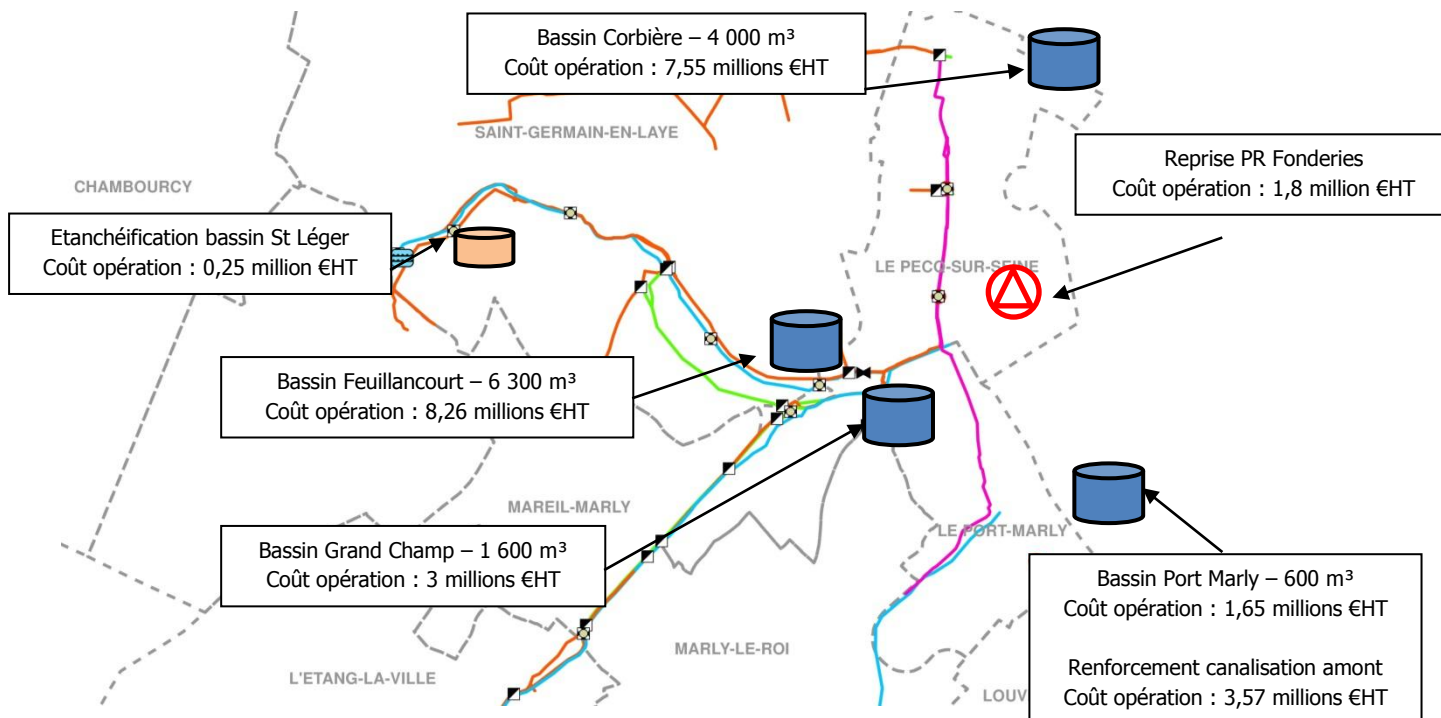 Bassin Corbière – 4 000 m³
Coût opération : 7,55 millions €HT
SAINT-GERMAIN-EN-LAYE
Reprise PR Fonderies
Coût opération : 1,8 million €HT
CHAMBOURCY
Etanchéification bassin St Léger
Coût opération : 0,25 million €HT
LE PECQ-SUR-SEINE
Bassin Feuillancourt – 6 300 m³
Coût opération : 8,26 millions €HT
MAREIL-MARLY
LE PORT-MARLY
Bassin Grand Champ – 1 600 m³
Coût opération : 3 millions €HT
Bassin Port Marly – 600 m³
Coût opération : 1,65 millions €HT
Renforcement canalisation amont
Coût opération : 3,57 millions €HT
MARLY-LE-ROI
L'ETANG-LA-VILLE
LOUV